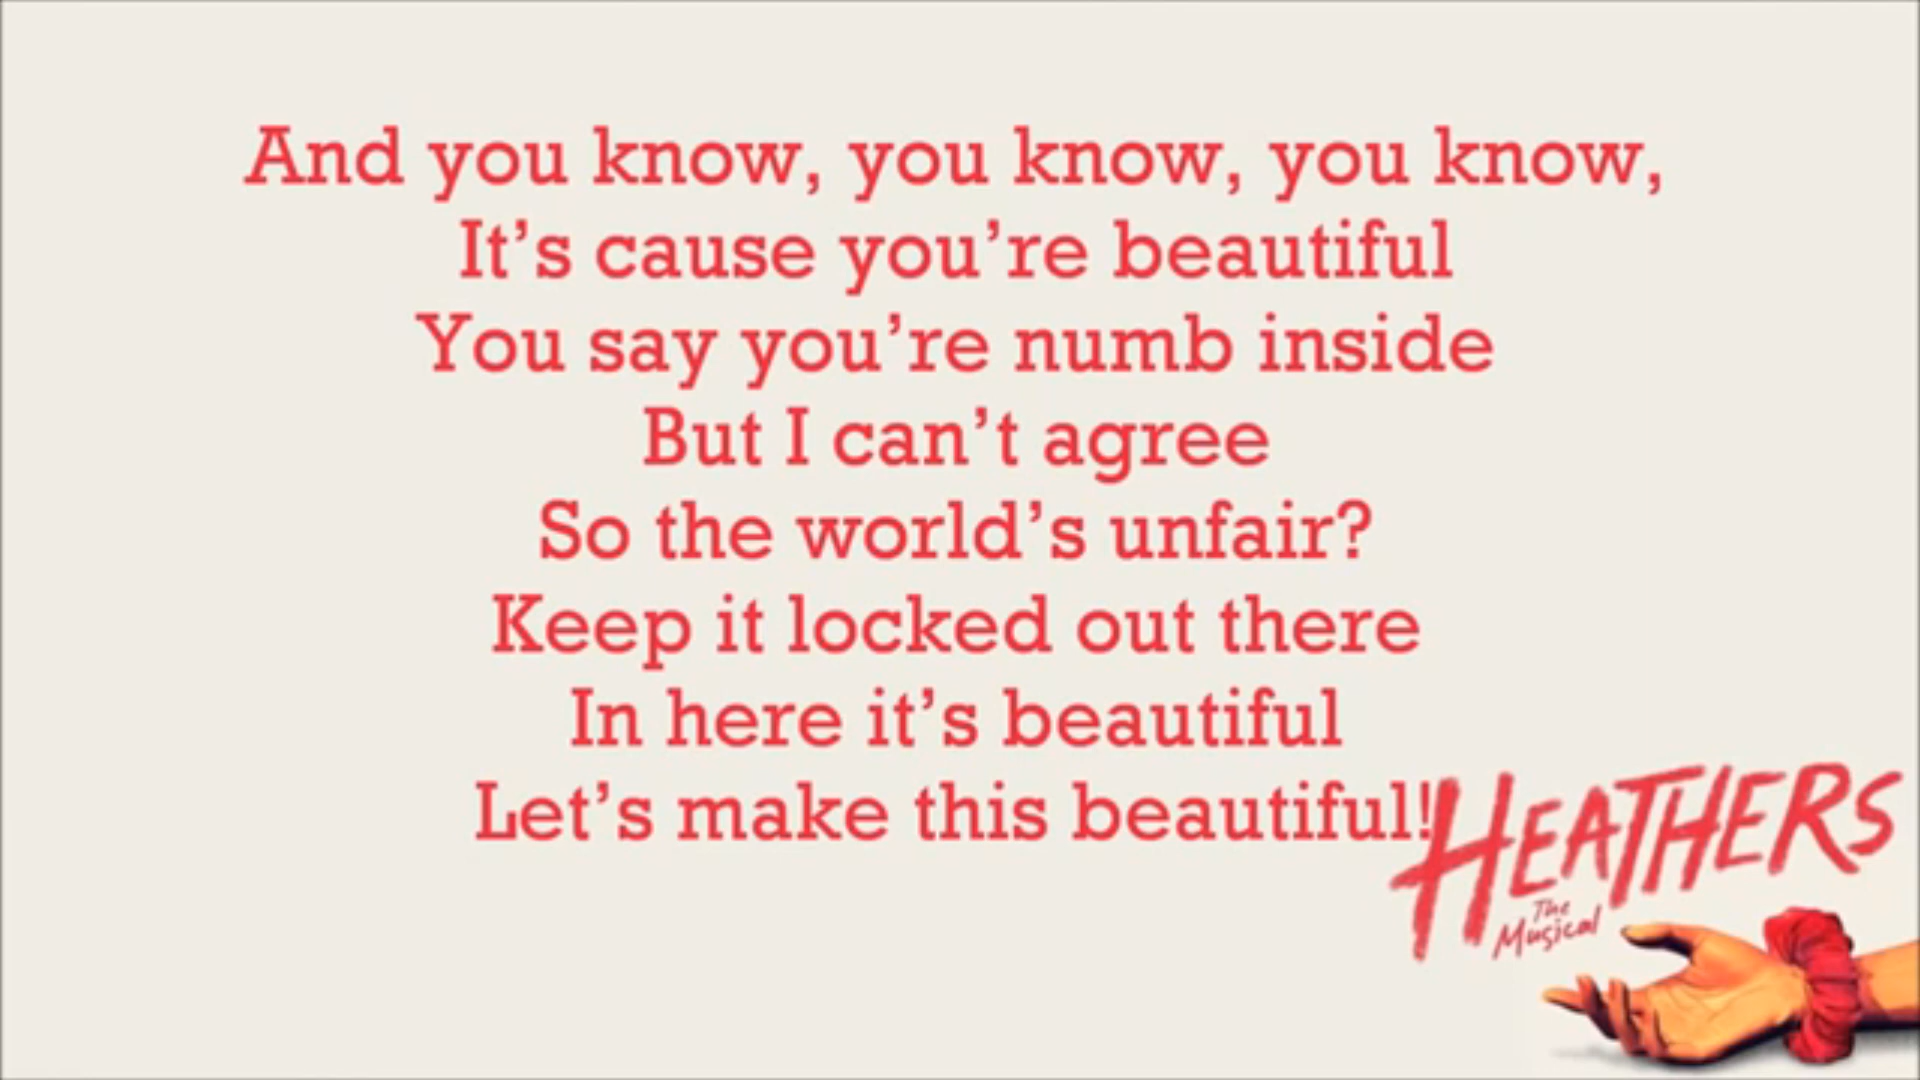 And you know, you know, you know,
It's cause you're beautiful
You say you're numb inside
But I can't agree
So the world's unfair?
Keep it locked out there
In here it's beautiful
Let's make this beautiful!
HEATHERS
The
Musical